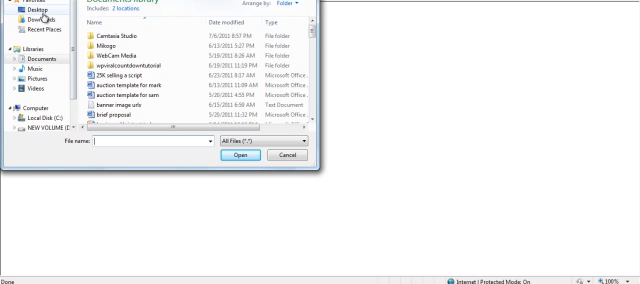 Favorites
Documents library
Arrange by: Folder
Desktop
Includes: 2 locations
Downloads
Name Date modified Type
Recent Places
Camtasia Studio 7/6/2011 8:57 PM File folder
Mikogo 6/13/2011 5:27 PM File folder
Libraries
WebCam Media 5/19/2011 8:26 AM File folder
Documents
wpviralcountdowntutorial 6/19/2011 11:19 PM File folder
Music
25K selling a script 6/23/2011 8:17 AM Microsoft Office
Pictures
auction template for mark 6/13/2011 11:09 AM Microsoft Office
Videos
auction template for sam 5/20/2011 4:55 PM Microsoft Office
banner image urls 6/15/2011 6:59 AM Text Document
Computer
brief proposal 5/20/2011 11:32 PM Microsoft Office
Local Disk (C:)
NEW VOLUME (E
File name: All Files (*.*)
Open Cancel
Done Internet | Protected Mode: On 100%